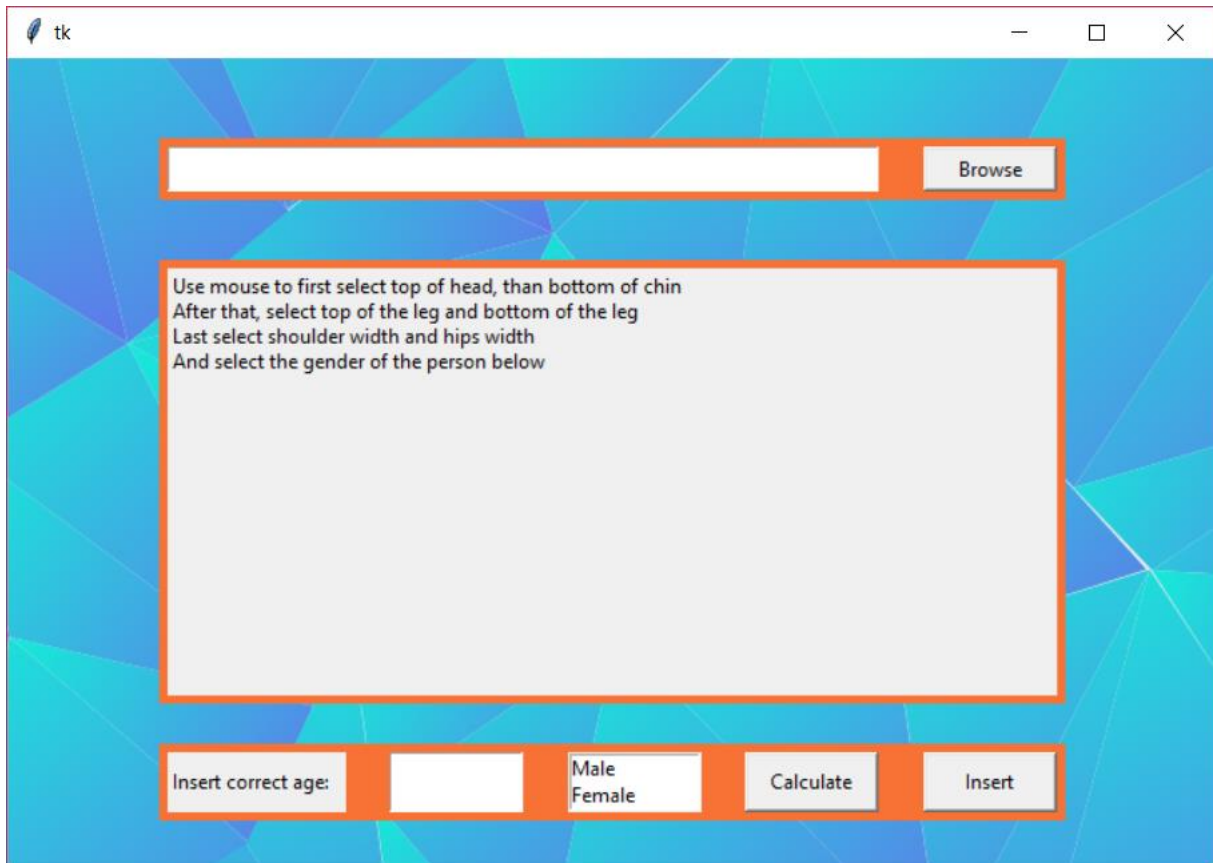 tk
Browse
Use mouse to first select top of head, than bottom of chin
After that, select top of the leg and bottom of the leg
Last select shoulder width and hips width
And select the gender of the person below
Insert correct age:
Male
Female
Calculate
Insert